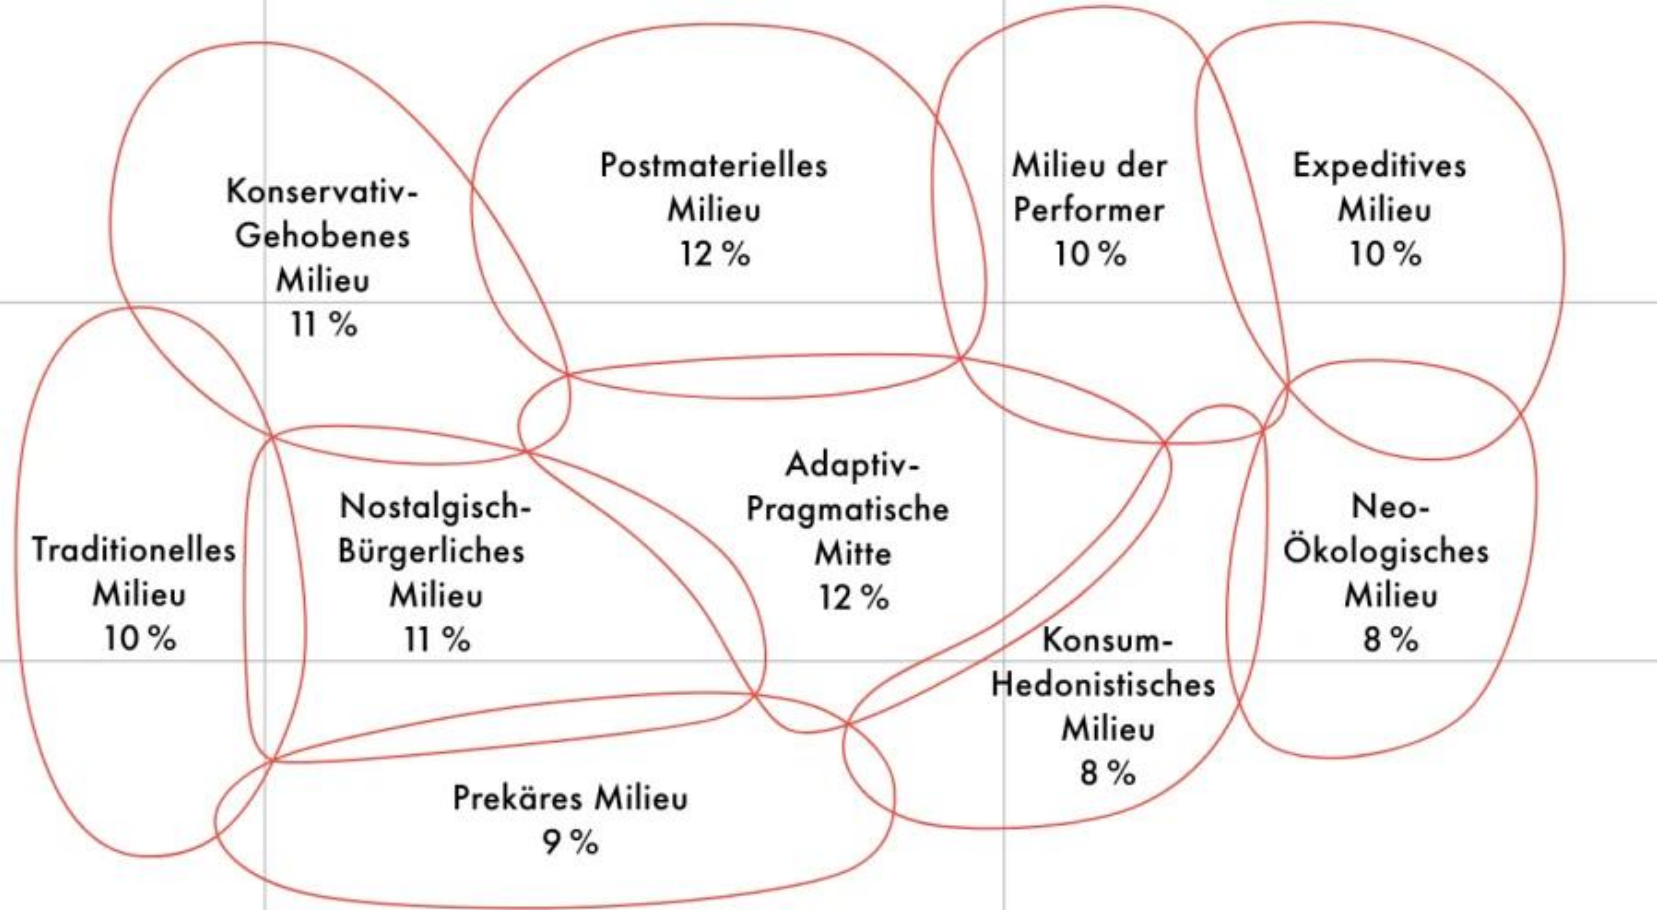 Konservativ-
Gehobenes
Milieu
11 %
Postmaterielles
Milieu
12 %
Milieu der
Performer
10 %
Expeditives
Milieu
10 %
Traditionelles
Milieu
10 %
Nostalgisch-
Bürgerliches
Milieu
11 %
Adaptiv-
Pragmatische
Mitte
12 %
Konsum-
Hedonistisches
Milieu
8 %
Neo-
Ökologisches
Milieu
8 %
Prekäres Milieu
9 %